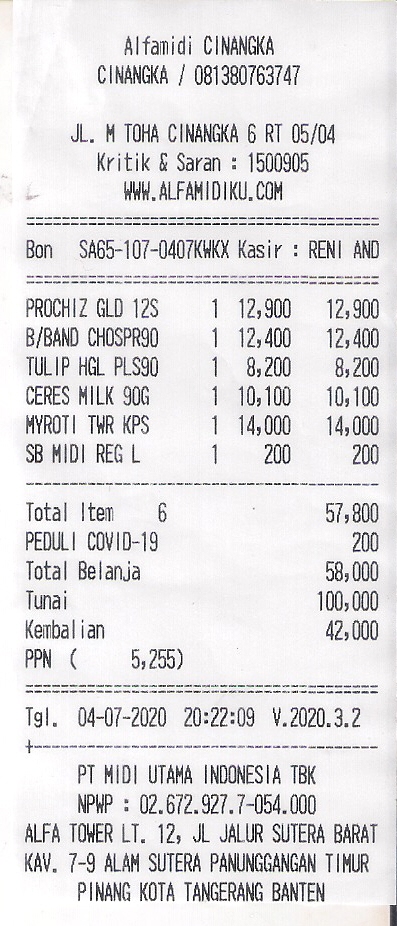 Alfamidi CINANGKA
CINANGKA / 081380763747
JL. M TOHA CINANGKA 6 RT 05/04
Kritik & Saran : 1500905
WWW.ALFAMIDIKU.COM
========================================
Bon SA65-107-0407KWKX Kasir : RENI AND
========================================
PROCHIZ GLD 12S 1 12,900 12,900
B/BAND CHOSPR90 1 12,400 12,400
TULIP HGL PLS90 1 8,200 8,200
CERES MILK 90G 1 10,100 10,100
MYROTI TWR KPS 1 14,000 14,000
SB MIDI REG L 1 200 200
----------------------------------------
Total Item 6 57,800
PEDULI COVID-19 200
Total Belanja 58,000
Tunai 100,000
Kembalian 42,000
PPN ( 5,255)
========================================
Tgl. 04-07-2020 20:22:09 V.2020.3.2
+---------------------------------------
PT MIDI UTAMA INDONESIA TBK
NPWP : 02.672.927.7-054.000
ALFA TOWER LT. 12, JL JALUR SUTERA BARAT
KAV. 7-9 ALAM SUTERA PANUNGGANGAN TIMUR
PINANG KOTA TANGERANG BANTEN